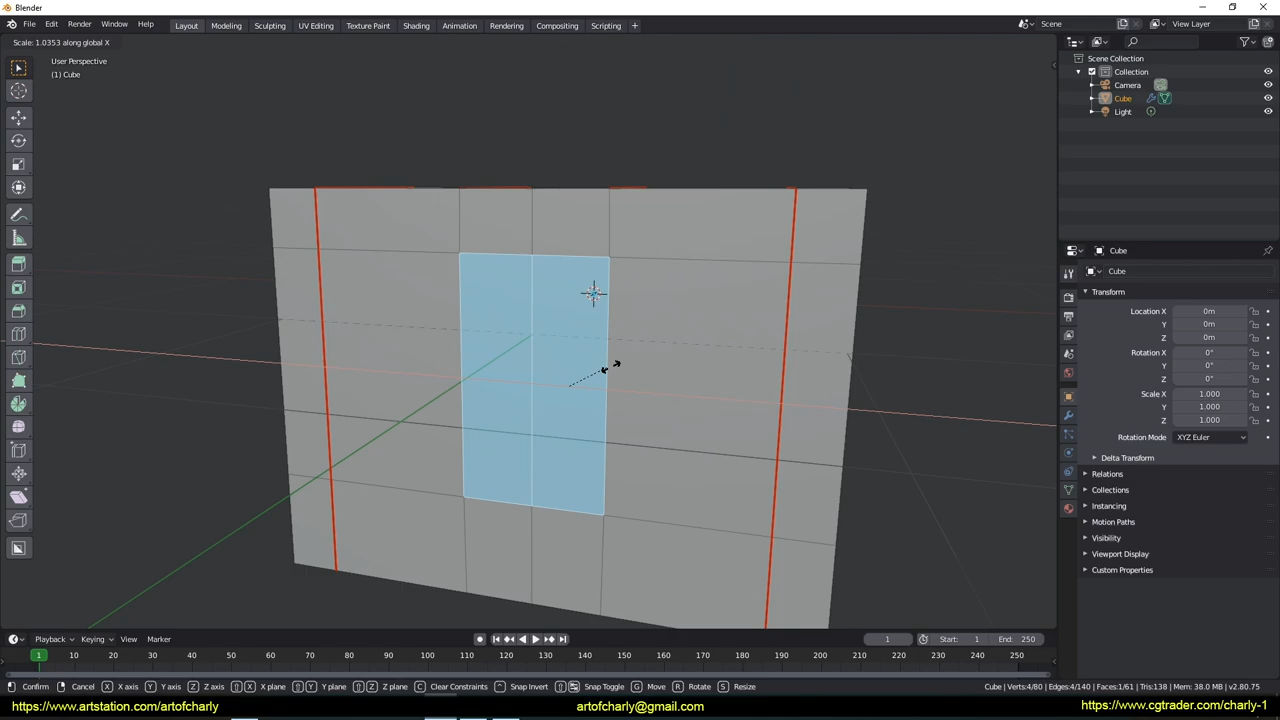 Blender
File Edit Render Window Help Layout Modeling Sculpting UV Editing Texture Paint Shading Animation Rendering Compositing Scripting + Scene View Layer
Scale: 1.0353 along global X
User Perspective
(1) Cube
Scene Collection
Collection
Camera
Cube
Light
Cube
Cube
Transform
Location X 0m
Y 0m
Z 0m
Rotation X 0°
Y 0°
Z 0°
Scale X 1.000
Y 1.000
Z 1.000
Rotation Mode XYZ Euler
Delta Transform
Relations
Collections
Instancing
Motion Paths
Visibility
Viewport Display
Custom Properties
Playback Keying View Marker 1 Start: 1 End: 250
1 10 20 30 40 50 60 70 80 90 100 110 120 130 140 150 160 170 180 190 200 210 220 230 240 250
Confirm Cancel X X axis Y Y axis Z Z axis X X plane Y Y plane Z Z plane C Clear Constraints Snap Invert Snap Toggle G Move R Rotate S Resize Cube | Verts:4/80 | Edges:4/140 | Faces:1/61 | Tris:138 | Mem: 38.0 MB | v2.80.75
https://www.artstation.com/artofcharly artofcharly@gmail.com https://www.cgtrader.com/charly-1